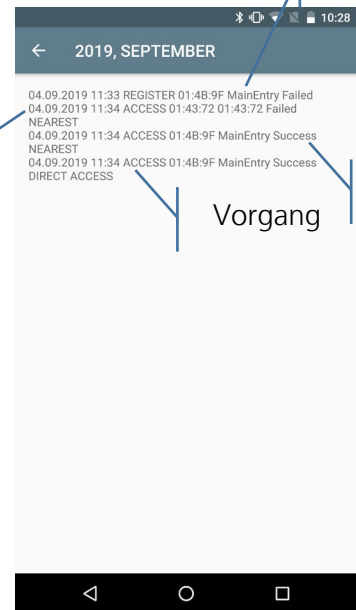 10:28
2019, SEPTEMBER
04.09.2019 11:33 REGISTER 01:4B:9F MainEntry Failed
04.09.2019 11:34 ACCESS 01:43:72 01:43:72 Failed
NEAREST
04.09.2019 11:34 ACCESS 01:4B:9F MainEntry Success
NEAREST
04.09.2019 11:34 ACCESS 01:4B:9F MainEntry Success
DIRECT ACCESS
Vorgang